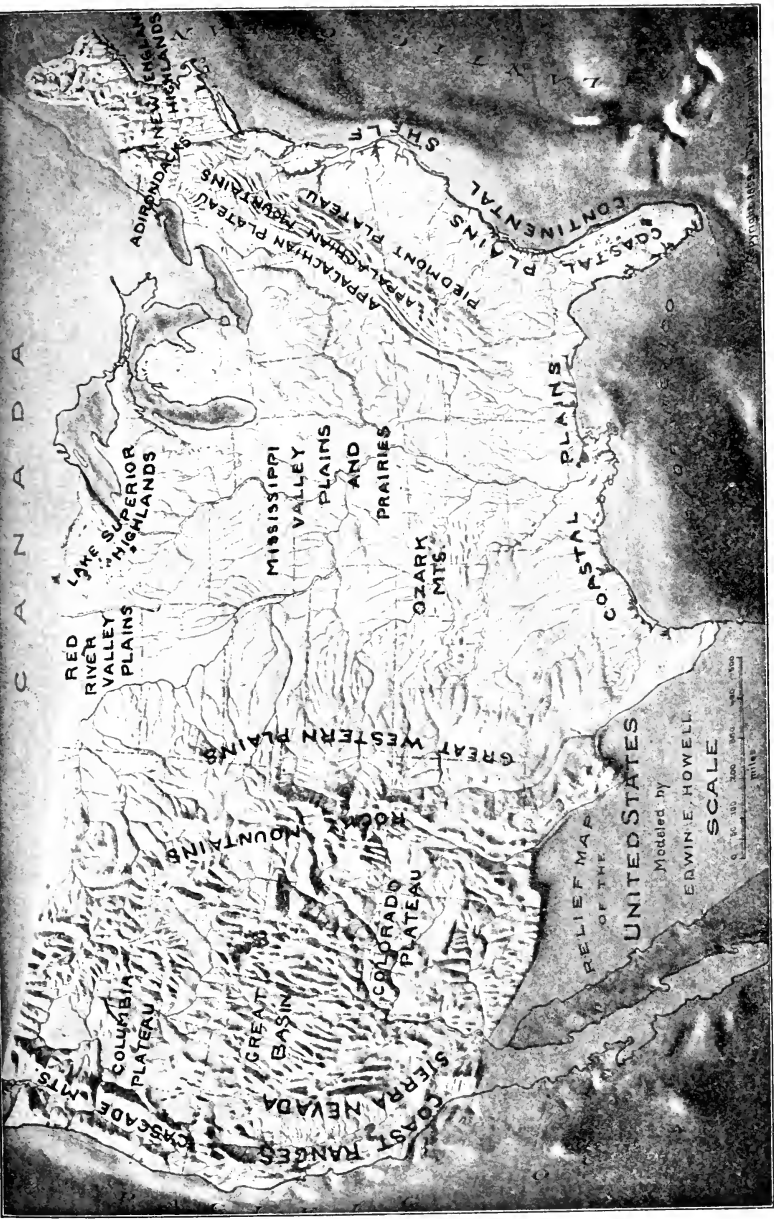 CANADA
CASCADE MTS.
COLUMBIA
PLATEAU
GREAT
BASIN
SIERRA NEVADA
COAST RANGES
COLORADO
PLATEAU
ROCKY
MOUNTAINS
GREAT WESTERN PLAINS
RED
RIVER
VALLEY
PLAINS
LAKE SUPERIOR
HIGHLANDS
MISSISSIPPI
VALLEY
PLAINS
AND
PRAIRIES
OZARK
MTS.
COASTAL
PLAINS
ADIRONDACKS
NEW ENGLAND
HIGHLANDS
APPALACHIAN PLATEAU
APPALACHIAN MOUNTAINS
PIEDMONT PLATEAU
COASTAL
PLAINS
CONTINENTAL
SHELF
RELIEF MAP
OF THE
UNITED STATES
Modeled by
EDWIN E. HOWELL
SCALE
miles